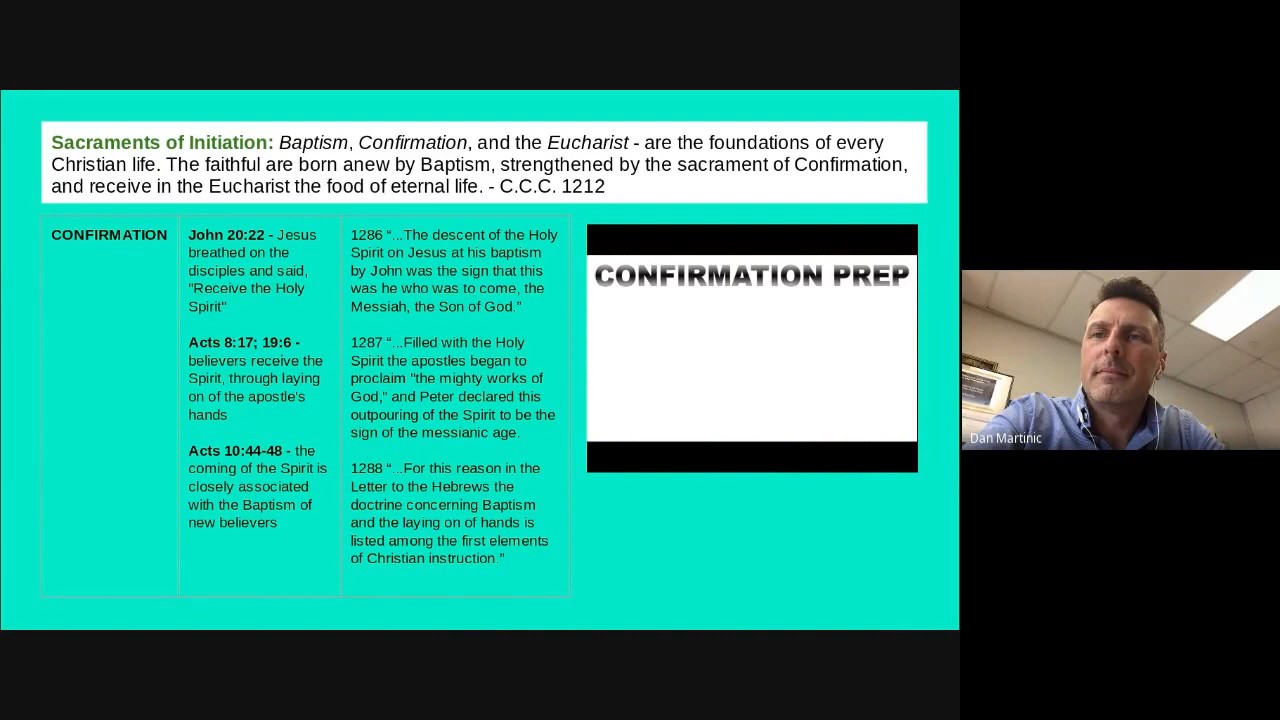 Sacraments of Initiation: Baptism, Confirmation, and the Eucharist - are the foundations of every
Christian life. The faithful are born anew by Baptism, strengthened by the sacrament of Confirmation,
and receive in the Eucharist the food of eternal life. - C.C.C. 1212
CONFIRMATION
John 20:22 - Jesus
breathed on the
disciples and said,
"Receive the Holy
Spirit"
Acts 8:17; 19:6 -
believers receive the
Spirit, through laying
on of the apostle's
hands
Acts 10:44-48 - the
coming of the Spirit is
closely associated
with the Baptism of
new believers
1286 “...The descent of the Holy
Spirit on Jesus at his baptism
by John was the sign that this
was he who was to come, the
Messiah, the Son of God.”
1287 “...Filled with the Holy
Spirit the apostles began to
proclaim "the mighty works of
God," and Peter declared this
outpouring of the Spirit to be the
sign of the messianic age.
1288 “...For this reason in the
Letter to the Hebrews the
doctrine concerning Baptism
and the laying on of hands is
listed among the first elements
of Christian instruction.”
CONFIRMATION PREP
Dan Martinic